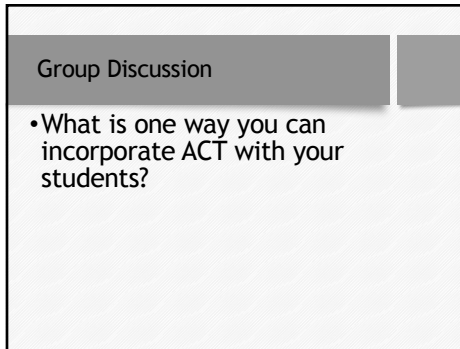 Group Discussion
•What is one way you can
incorporate ACT with your
students?